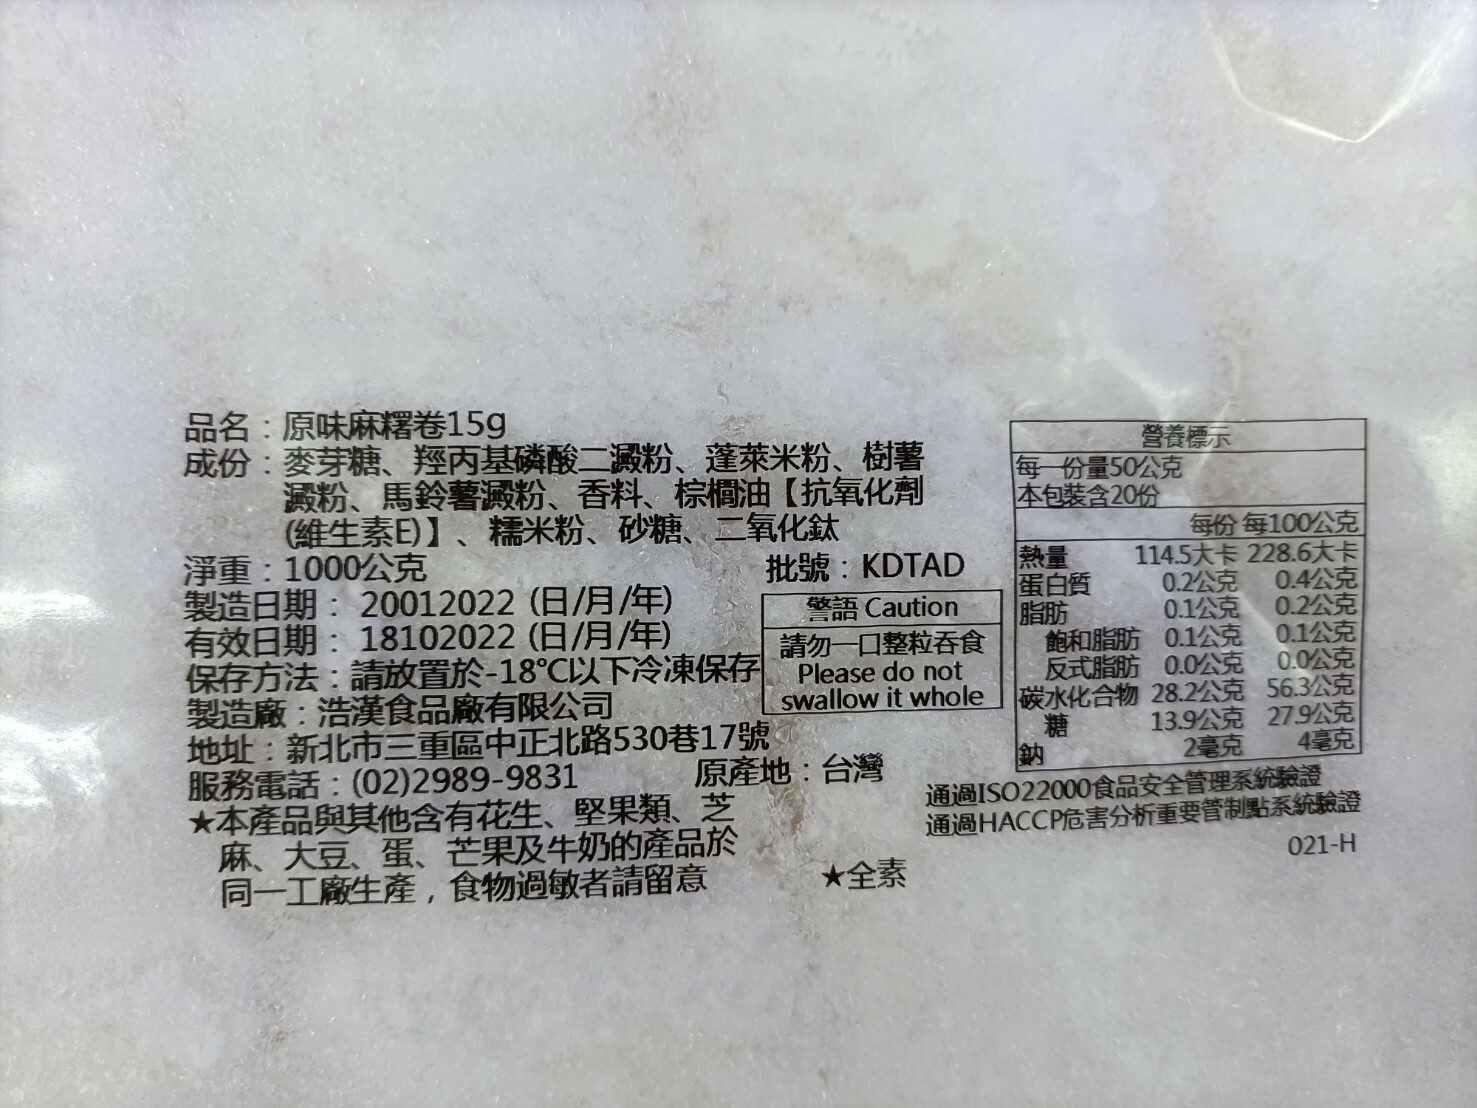 品名：原味麻糬卷15g
成份：麥芽糖、羥丙基磷酸二澱粉、蓬萊米粉、樹薯
澱粉、馬鈴薯澱粉、香料、棕櫚油【抗氧化劑
(維生素E)】、糯米粉、砂糖、二氧化鈦
淨重：1000公克
批號：KDTAD
製造日期： 20012022 (日/月/年)
有效日期： 18102022 (日/月/年)
保存方法：請放置於-18℃以下冷凍保存
製造廠：浩漢食品廠有限公司
地址：新北市三重區中正北路530巷17號
服務電話：(02)2989-9831
原產地：台灣
★本產品與其他含有花生、堅果類、芝
麻、大豆、蛋、芒果及牛奶的產品於
同一工廠生產，食物過敏者請留意
★全素
警語 Caution
請勿一口整粒吞食
Please do not
swallow it whole
營養標示
每一份量50公克
本包裝含20份
每份 每100公克
熱量 114.5大卡 228.6大卡
蛋白質 0.2公克 0.4公克
脂肪 0.1公克 0.2公克
飽和脂肪 0.1公克 0.1公克
反式脂肪 0.0公克 0.0公克
碳水化合物 28.2公克 56.3公克
糖 13.9公克 27.9公克
鈉 2毫克 4毫克
通過ISO22000食品安全管理系統驗證
通過HACCP危害分析重要管制點系統驗證
021-H